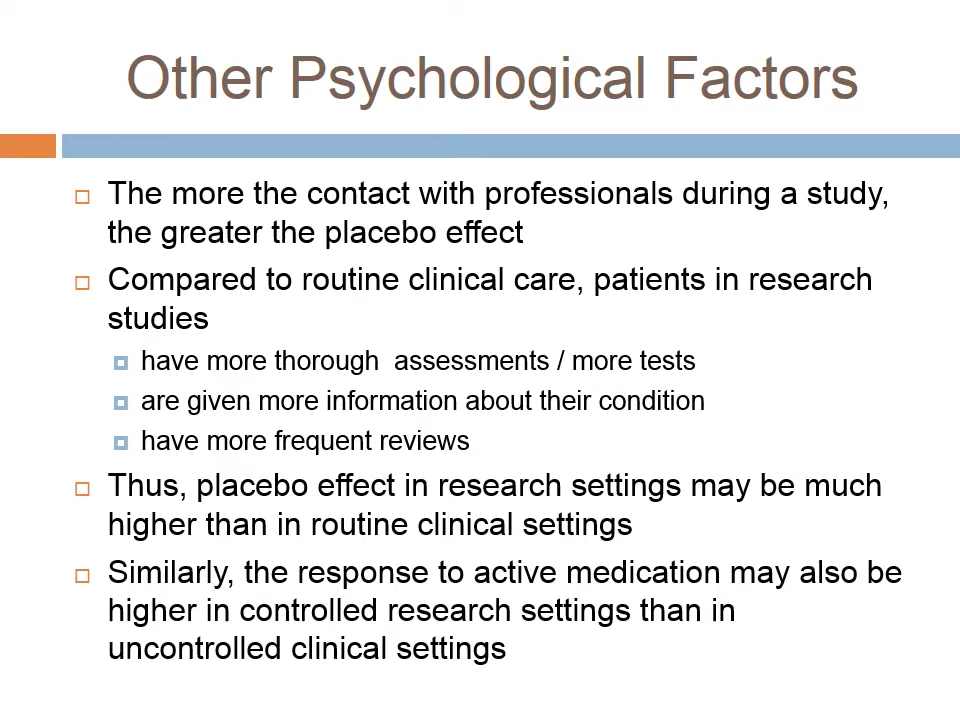 Other Psychological Factors
The more the contact with professionals during a study,
the greater the placebo effect
Compared to routine clinical care, patients in research
studies
have more thorough  assessments / more tests
are given more information about their condition
have more frequent reviews
Thus, placebo effect in research settings may be much
higher than in routine clinical settings
Similarly, the response to active medication may also be
higher in controlled research settings than in
uncontrolled clinical settings